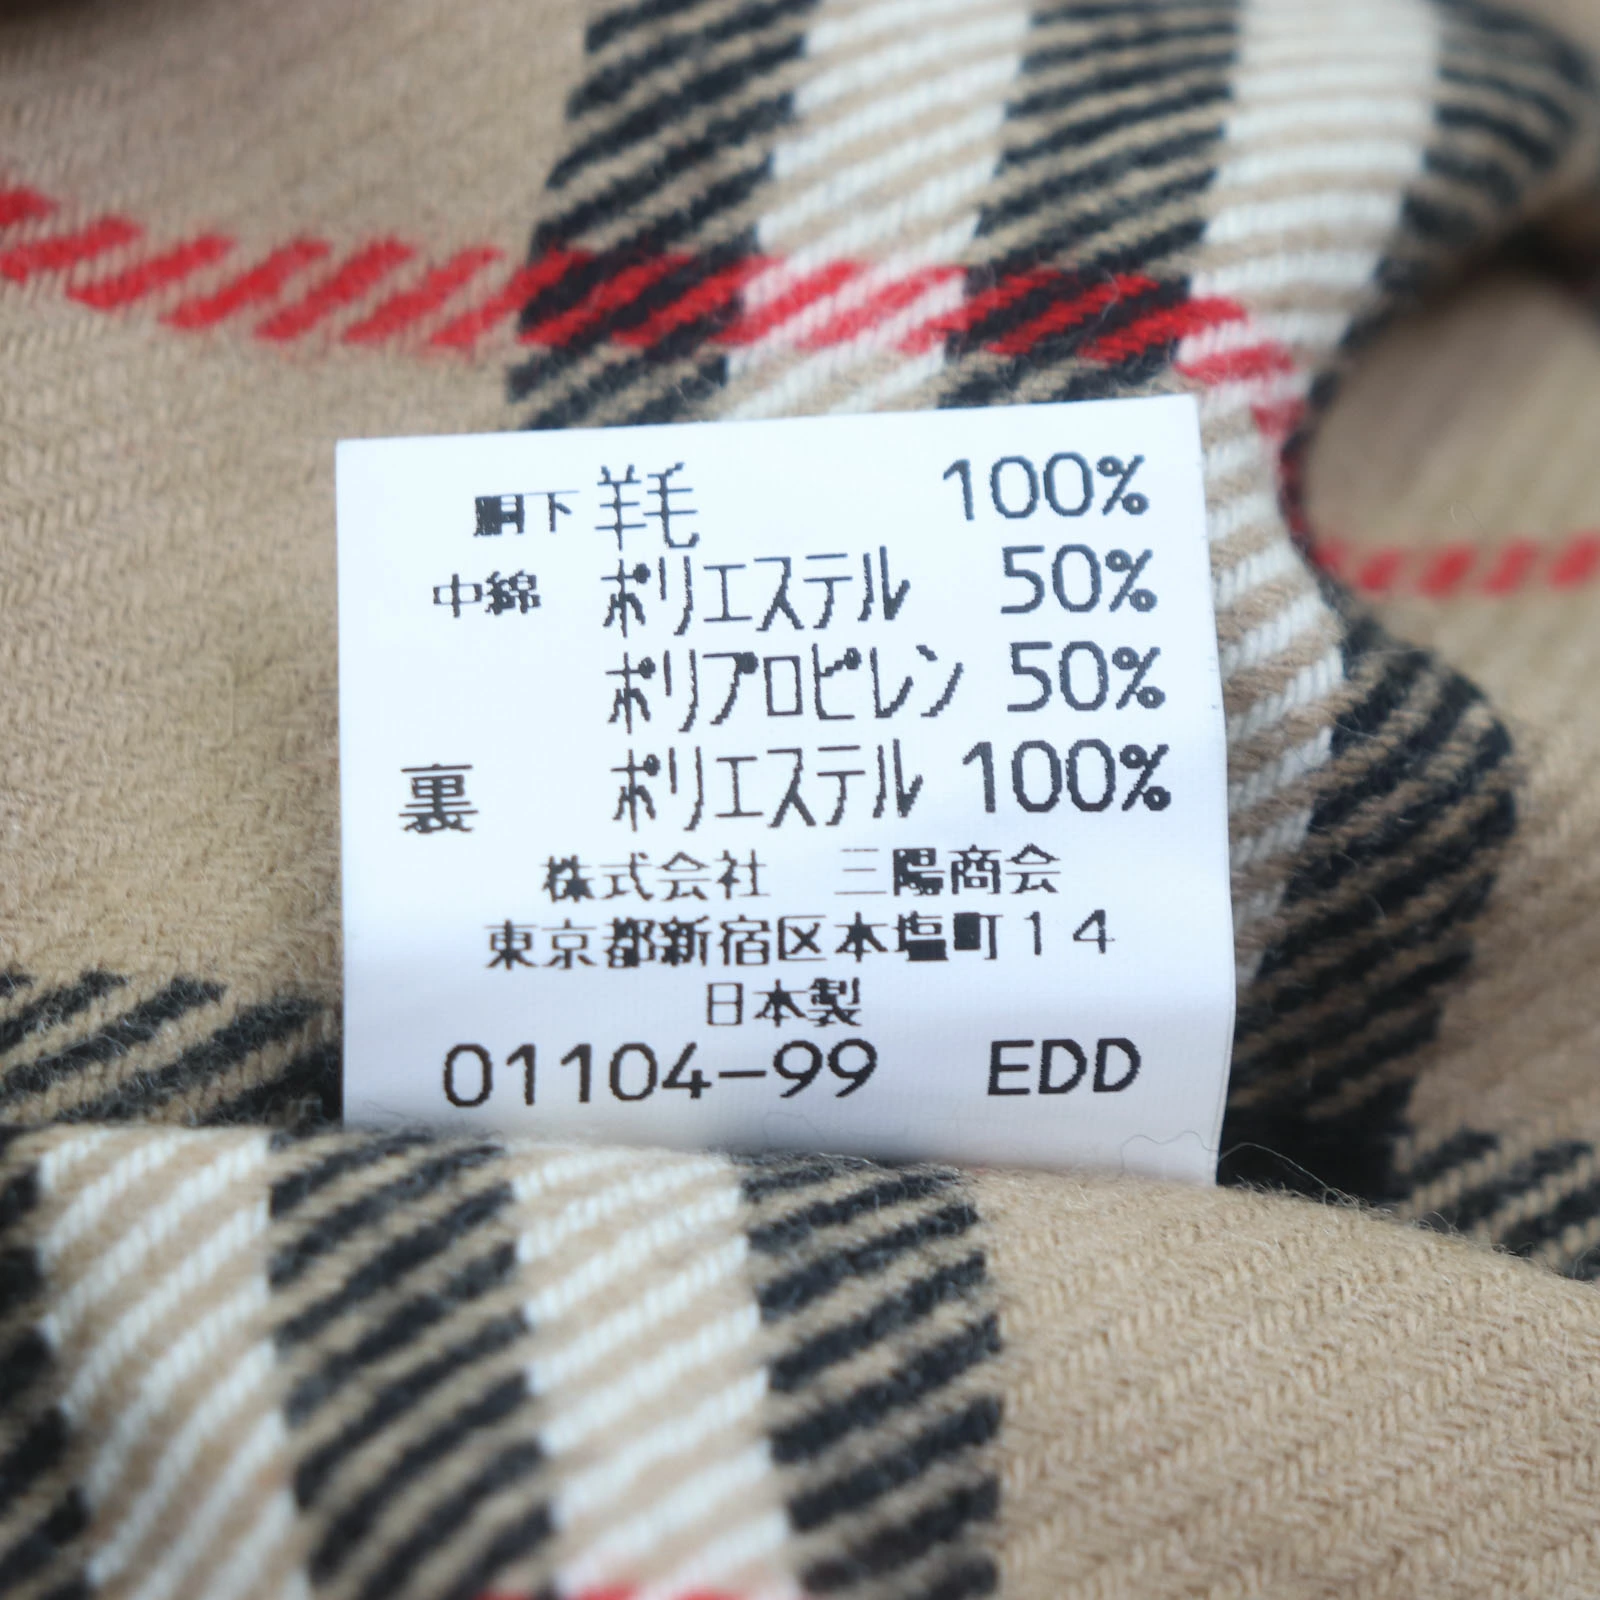 胴下 羊毛 100%
中綿 ポリエステル 50%
ポリプロピレン 50%
裏 ポリエステル 100%
株式会社 三陽商会
東京都新宿区本塩町14
日本製
01104-99 EDD